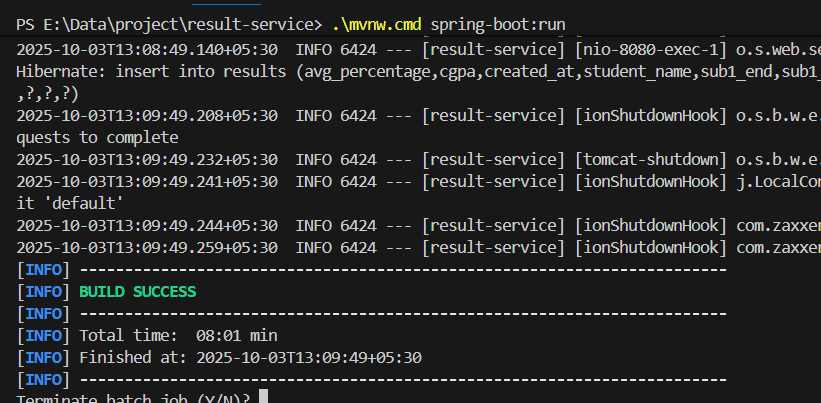 PS E:\Data\project\result-service> .\mvnw.cmd spring-boot:run
2025-10-03T13:08:49.140+05:30  INFO 6424 --- [result-service] [nio-8080-exec-1] o.s.web.se
Hibernate: insert into results (avg_percentage,cgpa,created_at,student_name,sub1_end,sub1_
,?,?,?)
2025-10-03T13:09:49.208+05:30  INFO 6424 --- [result-service] [ionShutdownHook] o.s.b.w.e.
quests to complete
2025-10-03T13:09:49.232+05:30  INFO 6424 --- [result-service] [tomcat-shutdown] o.s.b.w.e.
2025-10-03T13:09:49.241+05:30  INFO 6424 --- [result-service] [ionShutdownHook] j.LocalCon
it 'default'
2025-10-03T13:09:49.244+05:30  INFO 6424 --- [result-service] [ionShutdownHook] com.zaxxer
2025-10-03T13:09:49.259+05:30  INFO 6424 --- [result-service] [ionShutdownHook] com.zaxxer
[INFO] ------------------------------------------------------------------------
[INFO] BUILD SUCCESS
[INFO] ------------------------------------------------------------------------
[INFO] Total time:  08:01 min
[INFO] Finished at: 2025-10-03T13:09:49+05:30
[INFO] ------------------------------------------------------------------------
Terminate batch job (Y/N)?